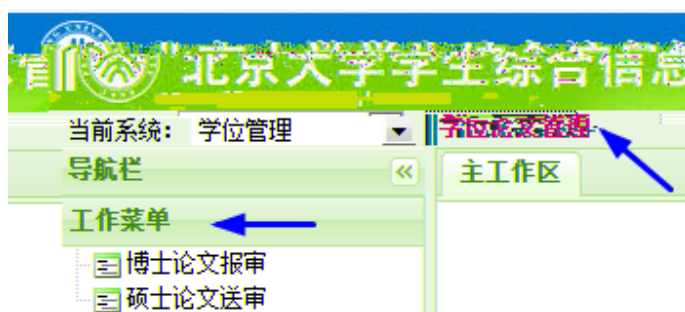 北京大学学生综合信息
当前系统： 学位管理 学位论文管理
导航栏 主工作区
工作菜单
博士论文报审
硕士论文送审